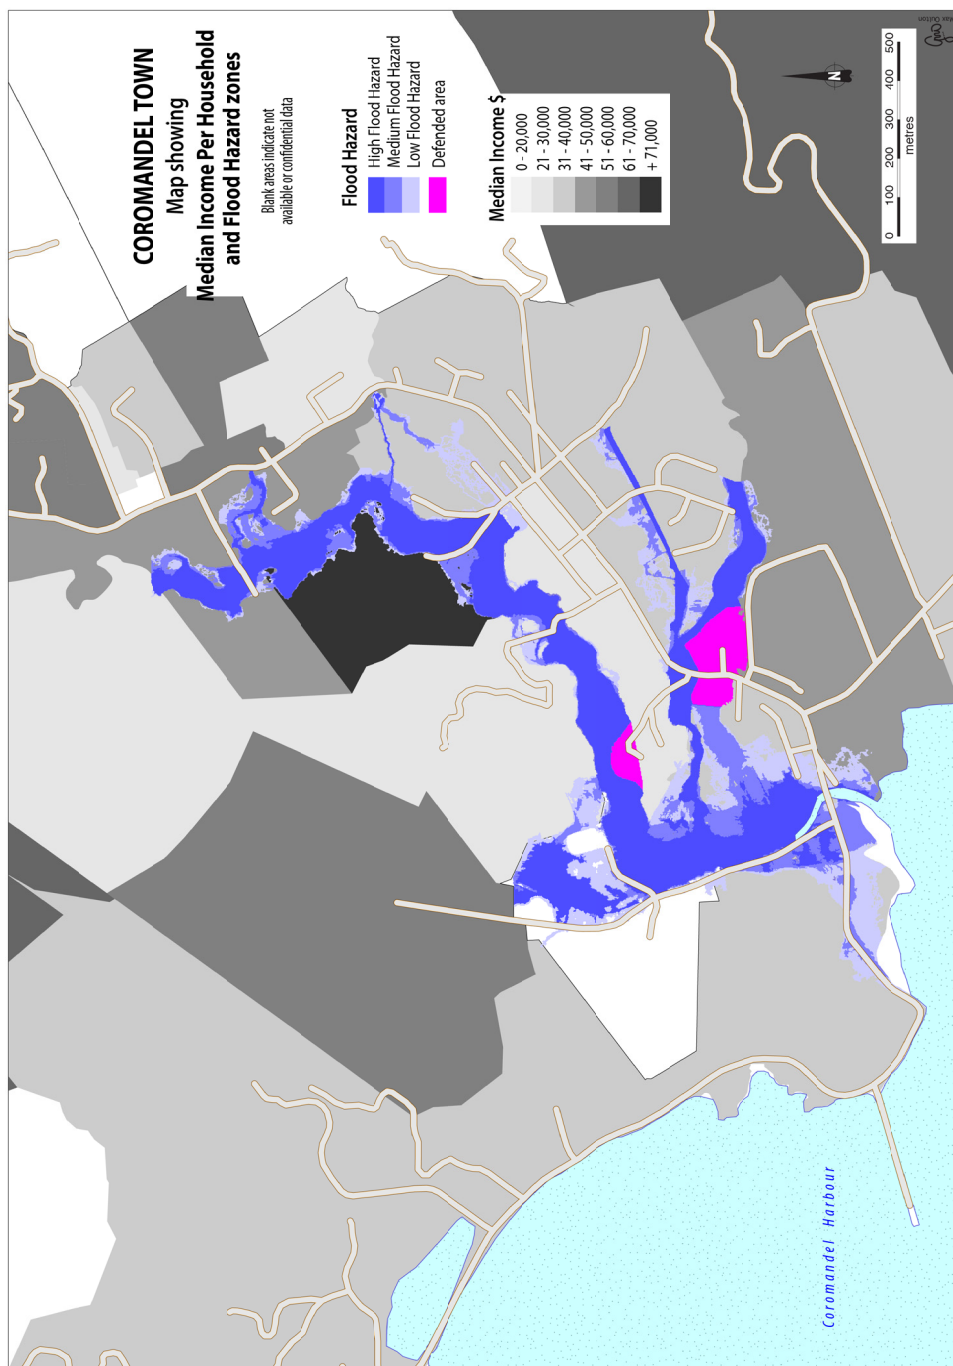 COROMANDEL TOWN
Map showing
Median Income Per Household
and Flood Hazard zones
Blank areas indicate not
available or confidential data
Flood Hazard
High Flood Hazard
Medium Flood Hazard
Low Flood Hazard
Defended area
Median Income $
0 - 20,000
21 - 30,000
31 - 40,000
41 - 50,000
51 - 60,000
61 - 70,000
+ 71,000
N
0 100 200 300 400 500
metres
Max Oulton
Coromandel Harbour